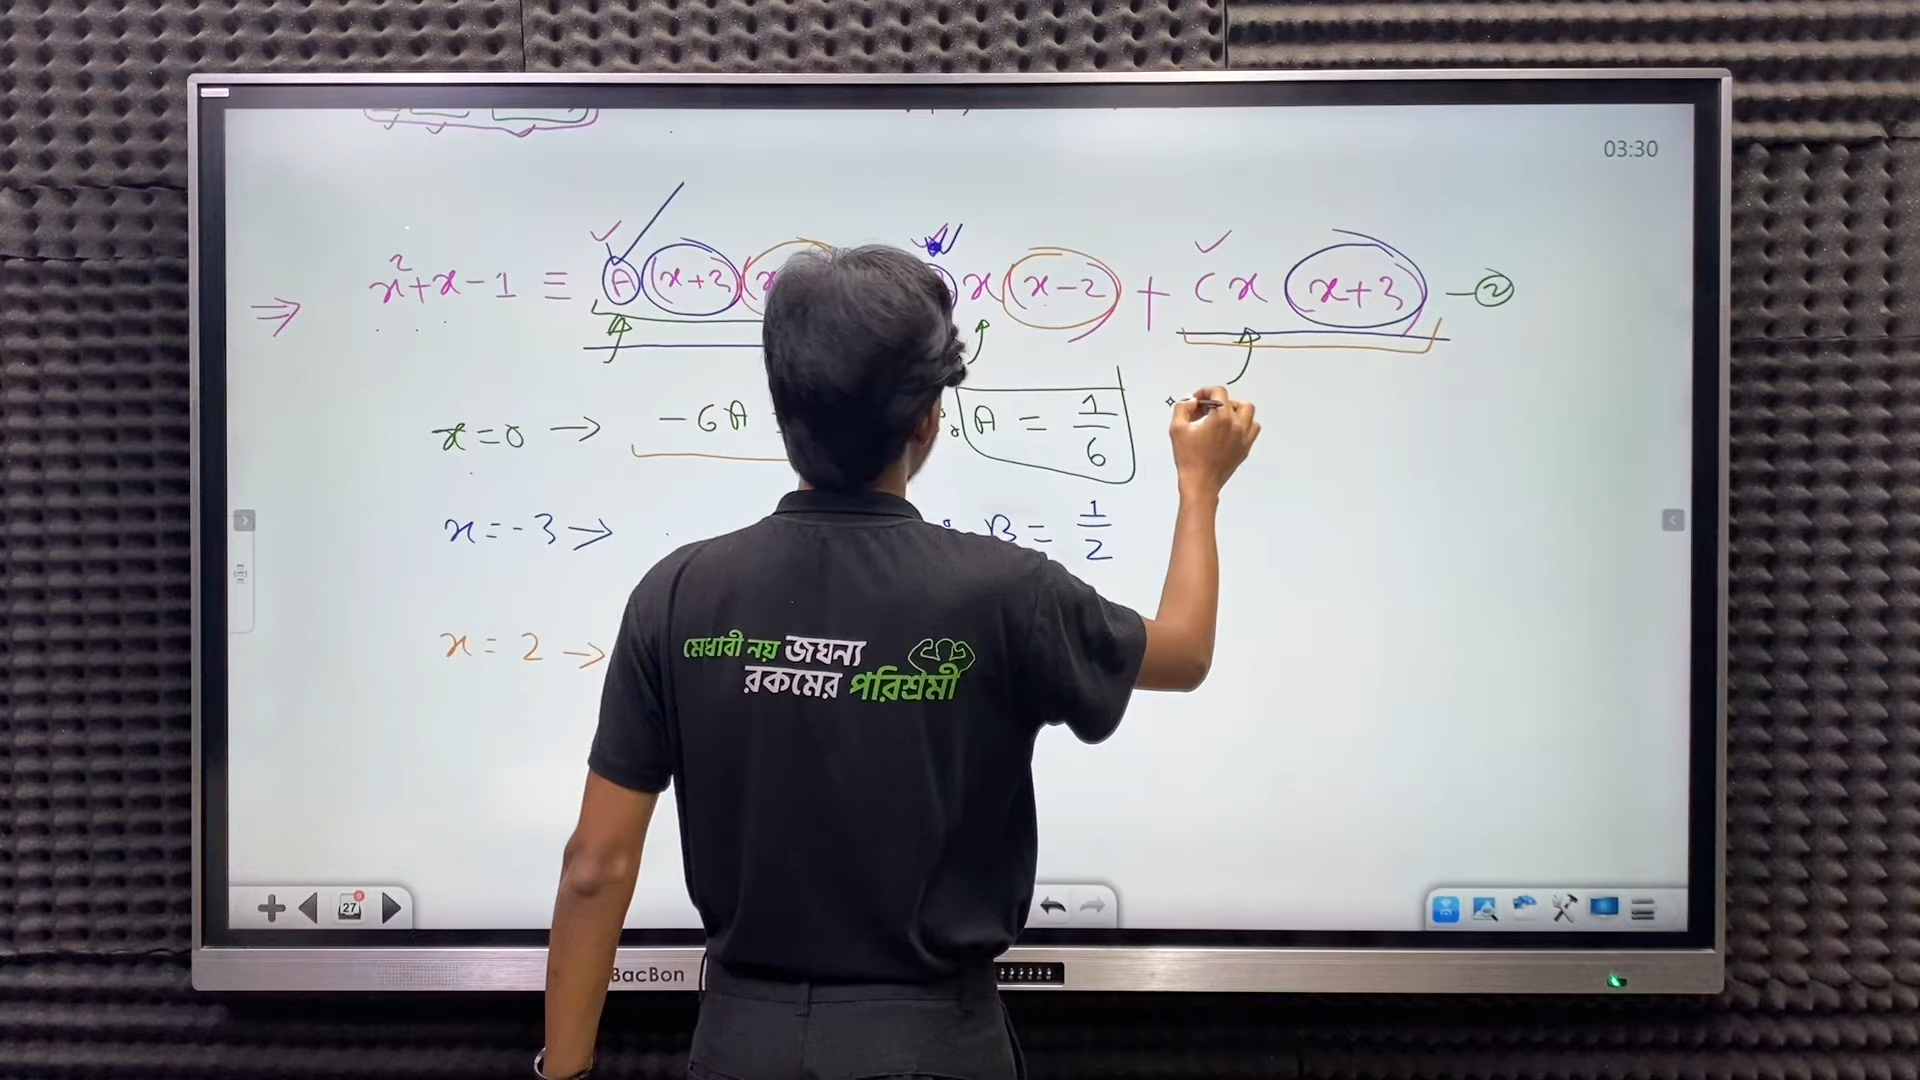 03:30
⇒ x²+x-1 ≡ A (x+3) (x x (x-2) + Cx (x+3) -②
x=0 → -6A ∴ A = 1/6
x=-3 → B = 1/2
x = 2 →
মেধাবী নয় জঘন্য
রকমের পরিশ্রমী
27
BacBon